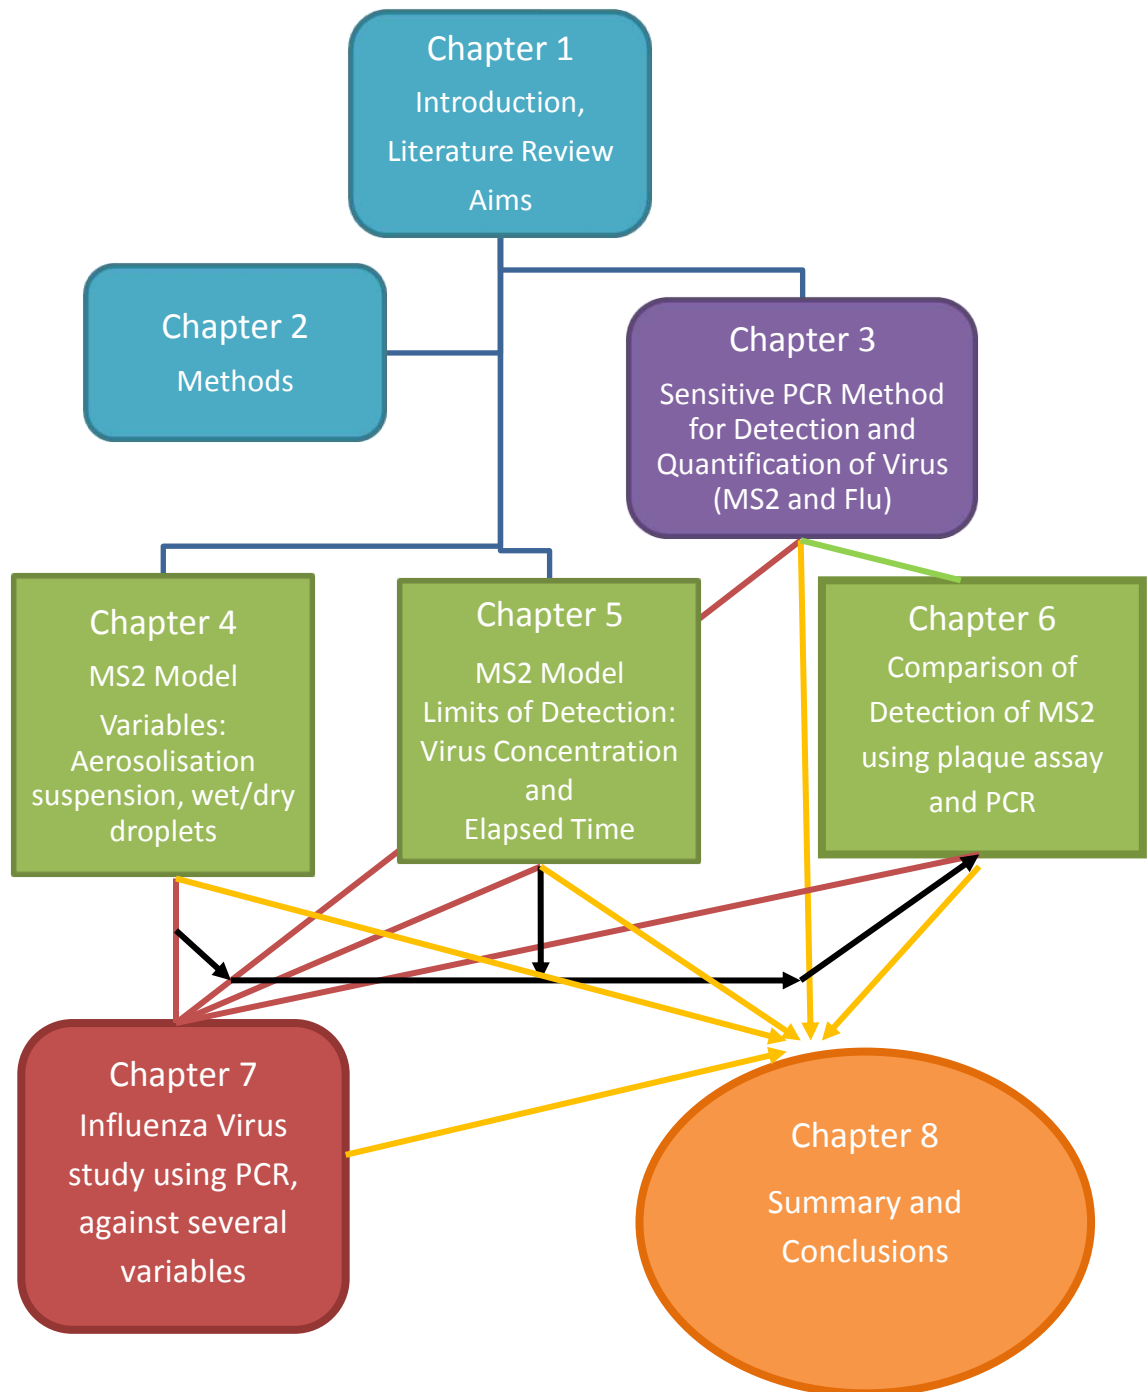 Chapter 1
Introduction,
Literature Review
Aims
Chapter 2
Methods
Chapter 3
Sensitive PCR Method
for Detection and
Quantification of Virus
(MS2 and Flu)
Chapter 4
MS2 Model
Variables:
Aerosolisation
suspension, wet/dry
droplets
Chapter 5
MS2 Model
Limits of Detection:
Virus Concentration
and
Elapsed Time
Chapter 6
Comparison of
Detection of MS2
using plaque assay
and PCR
Chapter 7
Influenza Virus
study using PCR,
against several
variables
Chapter 8
Summary and
Conclusions